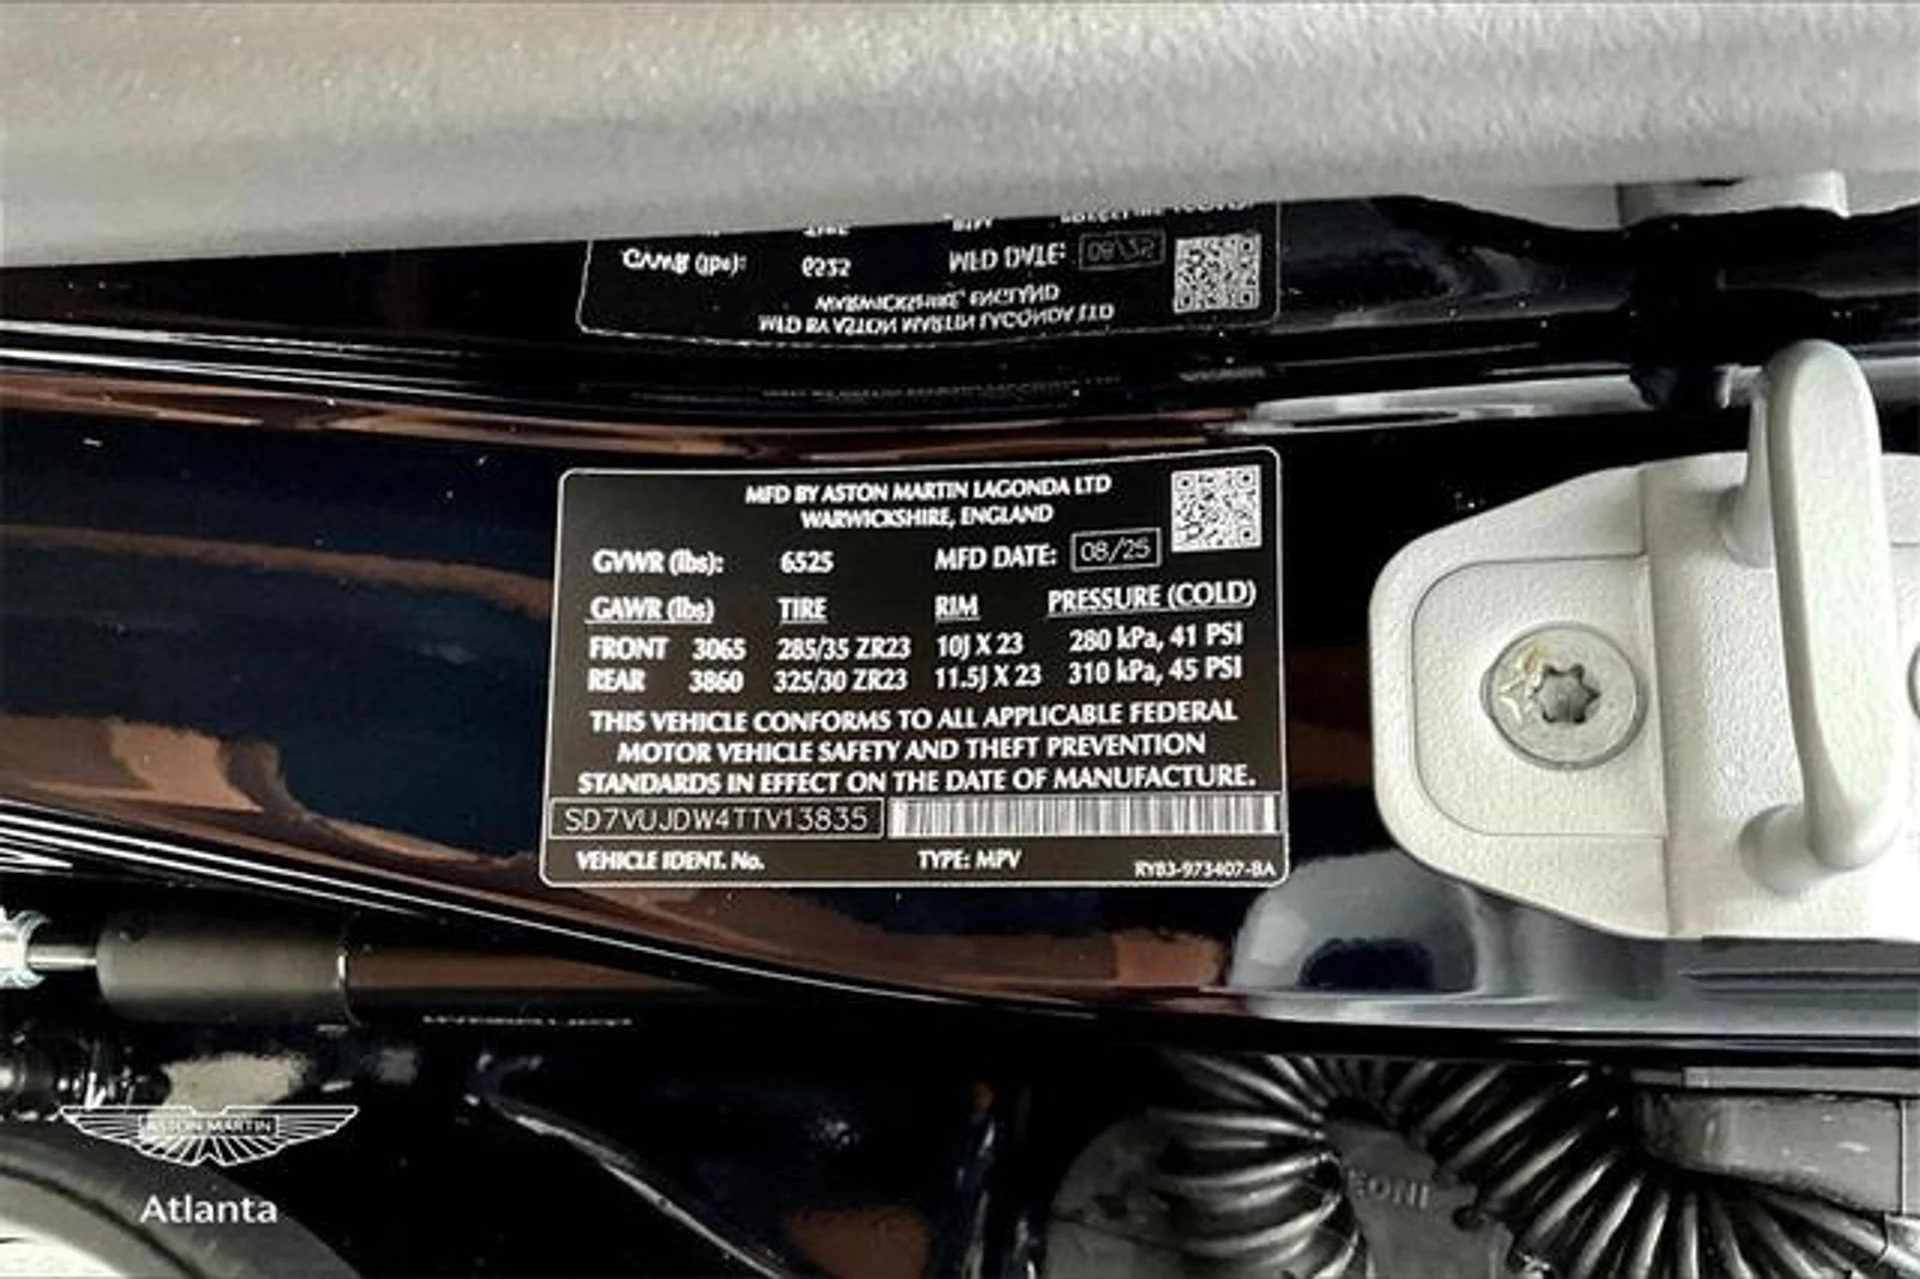 MFD BY ASTON MARTIN LAGONDA LTD
WARWICKSHIRE, ENGLAND
GVWR (lbs): 6525 MFD DATE: 08/25
GAWR (lbs) TIRE RIM PRESSURE (COLD)
FRONT 3065 285/35 ZR23 10J X 23 280 kPa, 41 PSI
REAR 3860 325/30 ZR23 11.5J X 23 310 kPa, 45 PSI
THIS VEHICLE CONFORMS TO ALL APPLICABLE FEDERAL
MOTOR VEHICLE SAFETY AND THEFT PREVENTION
STANDARDS IN EFFECT ON THE DATE OF MANUFACTURE.
SD7VUJDW4TTV13835
VEHICLE IDENT. No. TYPE: MPV RY83-973407-BA
ASTON MARTIN
Atlanta